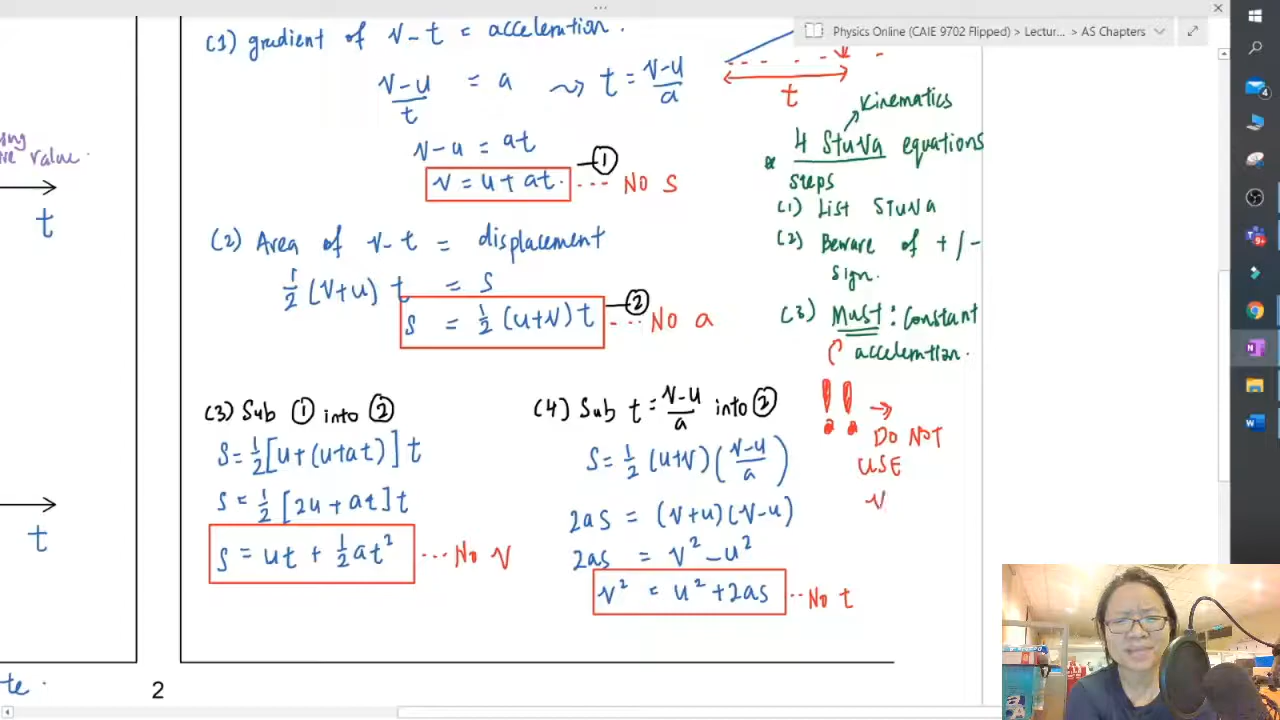 Physics Online (CAIE 9702 Flipped) > Lectur... > AS Chapters
(1) gradient of v-t = acceleration.
v-u/t = a ⤳ t = v-u/a
v-u = at
v = u + at. ① ---- No s
(2) Area of v-t = displacement
1/2 (v+u) t = s
s = 1/2 (u+v) t ② --- No a
(3) Sub ① into ②
s = 1/2 [u + (u+at)] t
s = 1/2 [2u + at] t
s = ut + 1/2 at² ... No v
(4) Sub t = v-u/a into ②
s = 1/2 (u+v) (v-u/a)
2as = (v+u)(v-u)
2as = v² - u²
v² = u² + 2as ... No t
t
Kinematics
* 4 Stuva equations
steps
(1) List Stuva
(2) Beware of +/-
sign.
(3) Must : constant
acceleration.
!! →
DO NOT
USE
v
value.
t
t
te.
2
4
9+